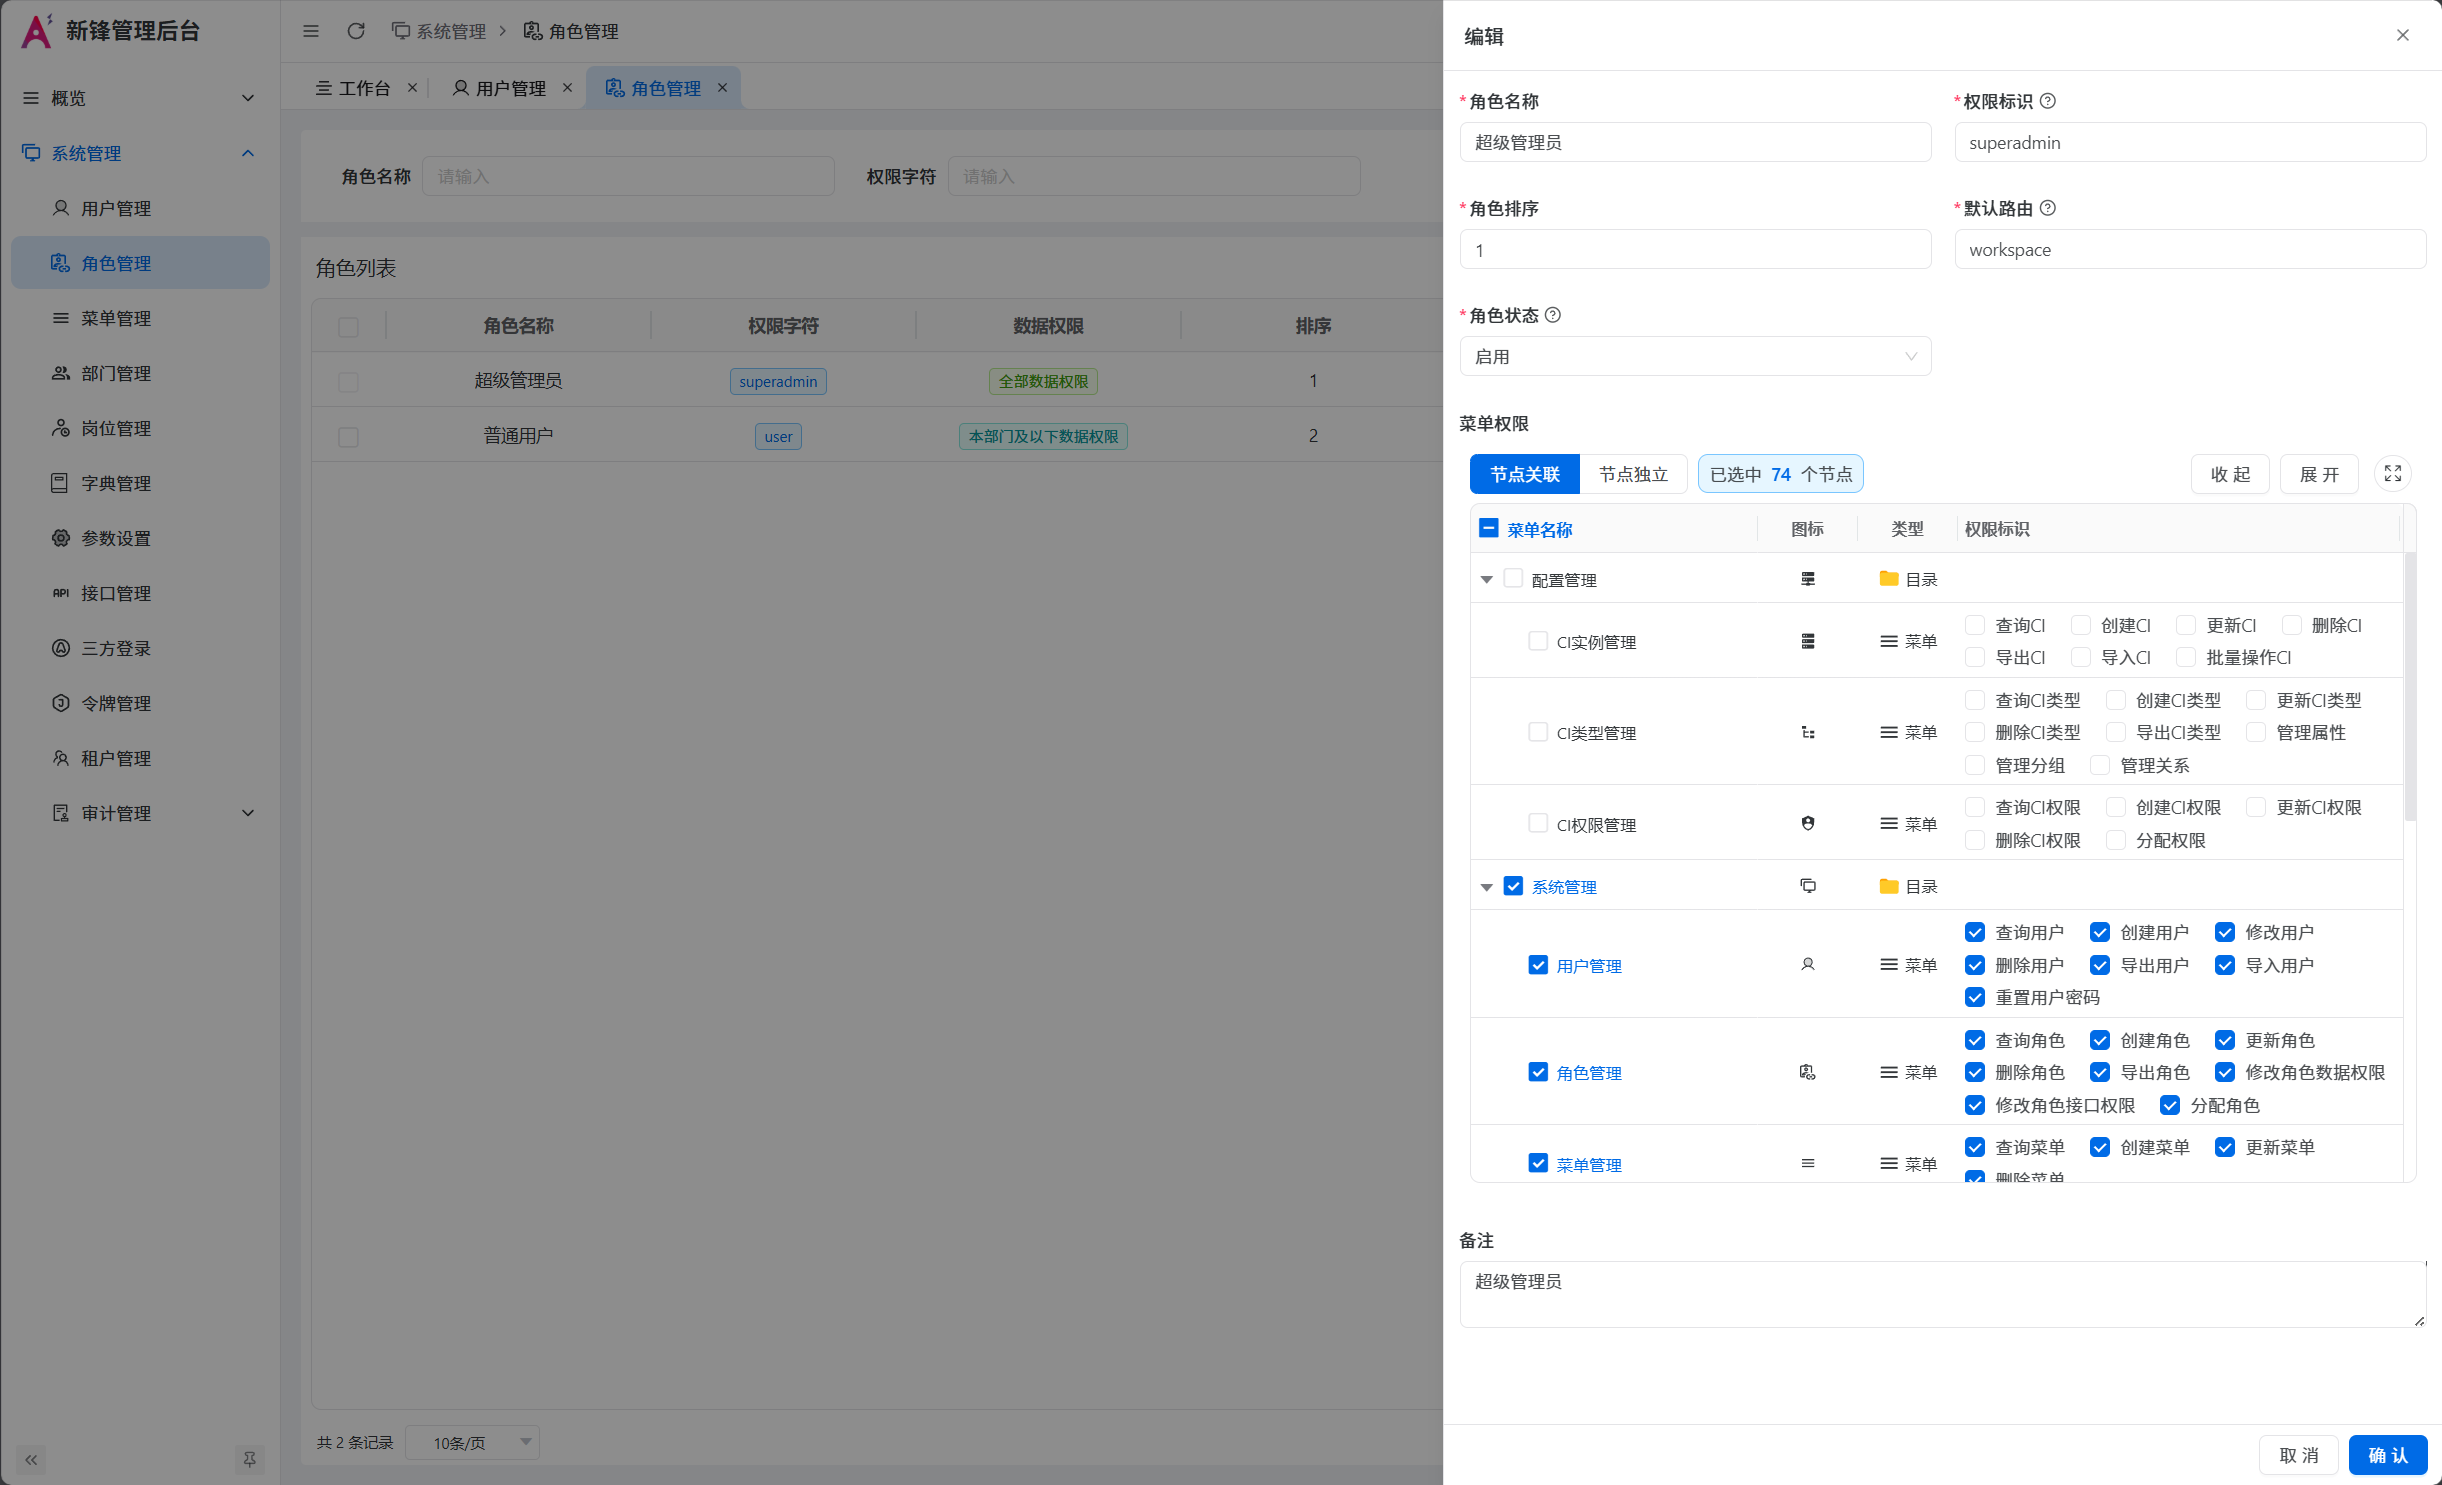 新锋管理后台
概览
系统管理
用户管理
角色管理
菜单管理
部门管理
岗位管理
字典管理
参数设置
接口管理
三方登录
令牌管理
租户管理
审计管理
系统管理 > 角色管理
工作台 用户管理 角色管理
角色名称 请输入 权限字符 请输入
角色列表
角色名称 权限字符 数据权限 排序
超级管理员 superadmin 全部数据权限 1
普通用户 user 本部门及以下数据权限 2
共 2 条记录 10条/页
编辑
*角色名称 *权限标识
超级管理员 superadmin
*角色排序 *默认路由
1 workspace
*角色状态
启用
菜单权限
节点关联 节点独立 已选中 74 个节点 收 起 展 开
菜单名称 图标 类型 权限标识
配置管理 目录
CI实例管理 菜单 查询CI 创建CI 更新CI 删除CI
导出CI 导入CI 批量操作CI
CI类型管理 菜单 查询CI类型 创建CI类型 更新CI类型
删除CI类型 导出CI类型 管理属性
管理分组 管理关系
CI权限管理 菜单 查询CI权限 创建CI权限 更新CI权限
删除CI权限 分配权限
系统管理 目录
用户管理 菜单 查询用户 创建用户 修改用户
删除用户 导出用户 导入用户
重置用户密码
角色管理 菜单 查询角色 创建角色 更新角色
删除角色 导出角色 修改角色数据权限
修改角色接口权限 分配角色
菜单管理 菜单 查询菜单 创建菜单 更新菜单
删除菜单
备注
超级管理员
取 消 确 认